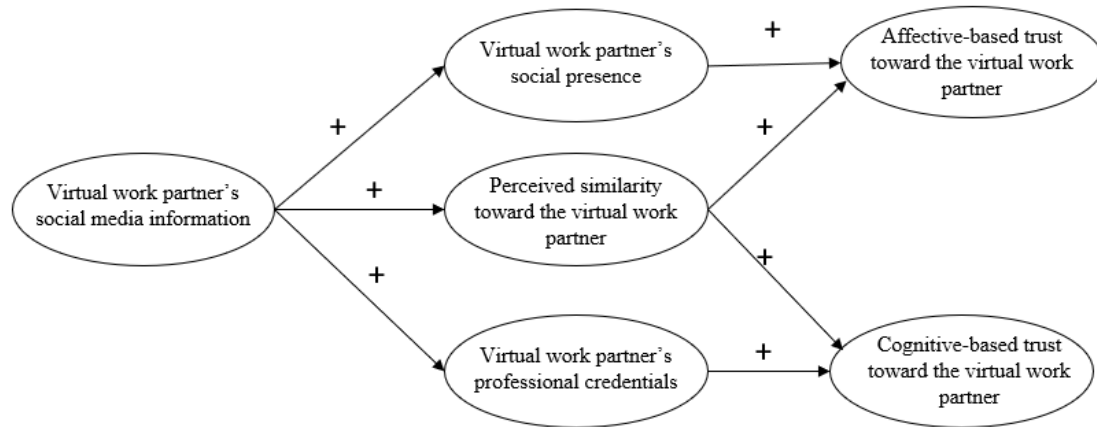 Virtual work partner's
social presence
+
Affective-based trust
toward the virtual work
partner
+
+
Virtual work partner's
social media information
+
Perceived similarity
toward the virtual work
partner
+
+
Virtual work partner's
professional credentials
+
Cognitive-based trust
toward the virtual work
partner